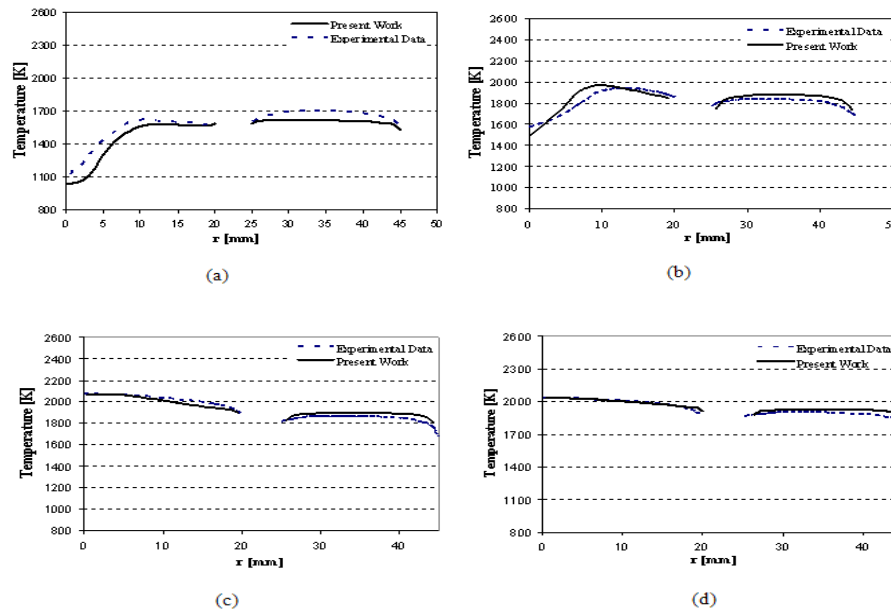 2600
2300
2000
1700
1400
1100
800
Temperature [K]
Present Work
Experimental Data
0 5 10 15 20 25 30 35 40 45 50
r [mm]
(a)
2600
2400
2200
2000
1800
1600
1400
1200
1000
800
Temperature [K]
Experimental Data
Present Work
0 10 20 30 40
r [mm]
(b)
2600
2400
2200
2000
1800
1600
1400
1200
1000
800
Temperature [K]
Experimental Data
Present Work
0 10 20 30 40
r [mm]
(c)
2600
2300
2000
1700
1400
1100
800
Temperature [K]
Experimental Data
Present Work
0 10 20 30 40
r [mm]
(d)